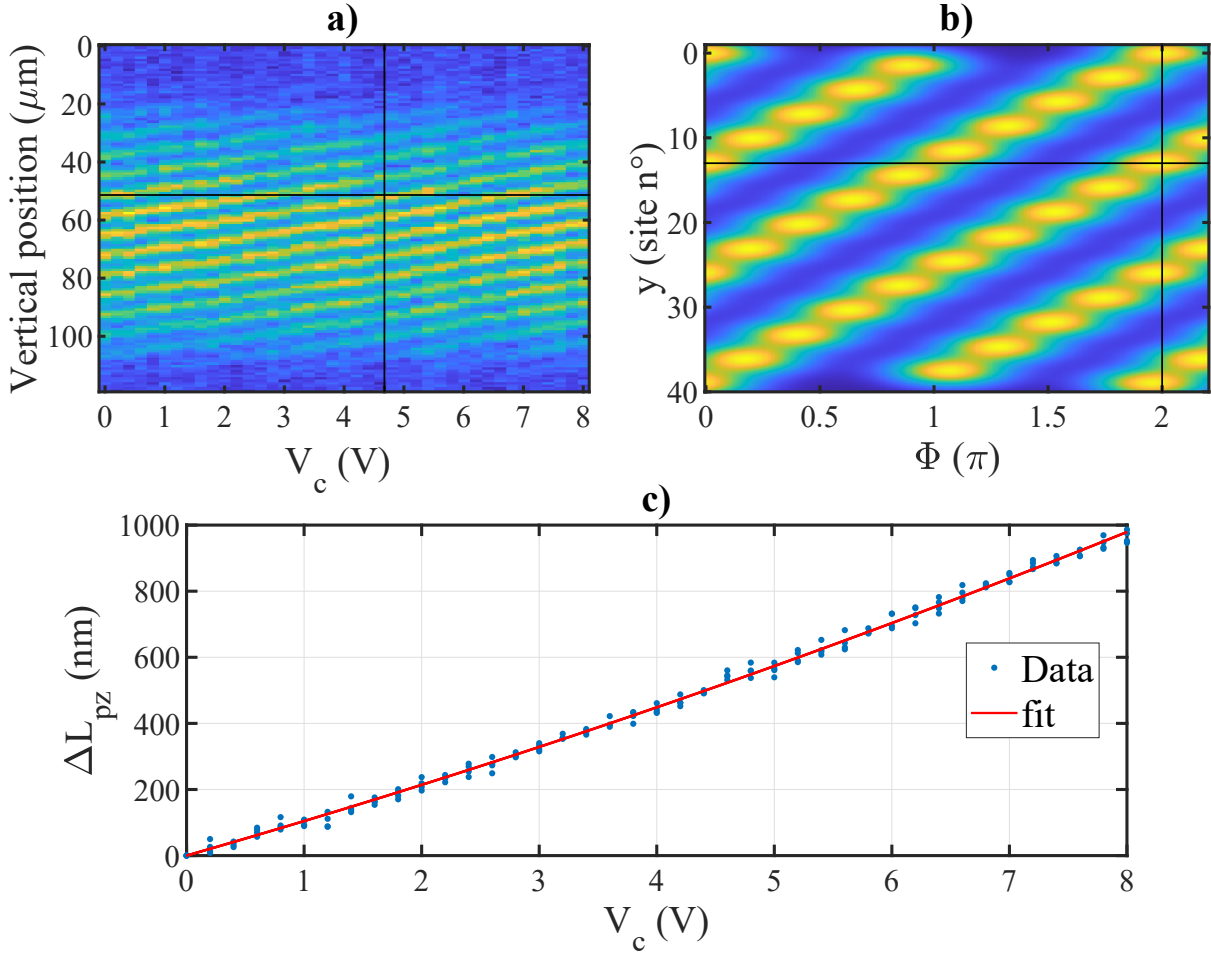 a)
Vertical position (μm)
0
20
40
60
80
100
0 1 2 3 4 5 6 7 8
V_c (V)
b)
y (site n°)
0
10
20
30
40
0 0.5 1 1.5 2
Φ (π)
c)
ΔL_pz (nm)
1000
800
600
400
200
0
0 1 2 3 4 5 6 7 8
V_c (V)
Data
fit